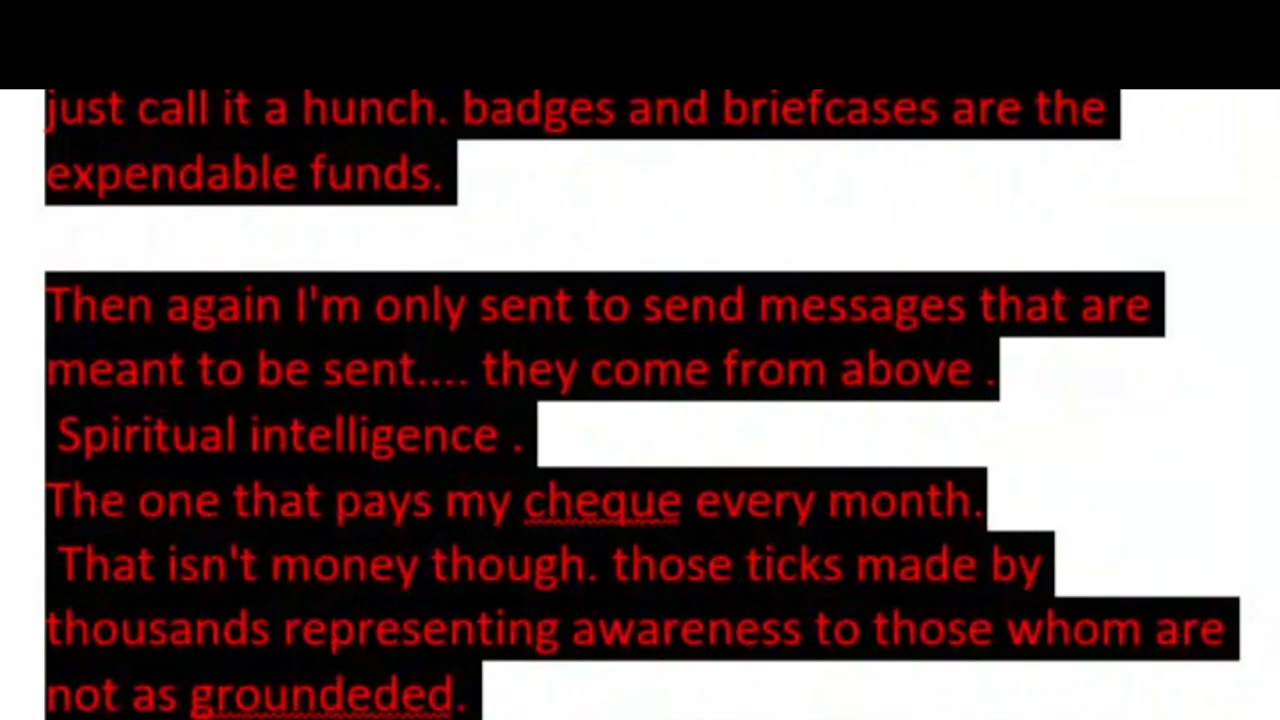 just call it a hunch. badges and briefcases are the
expendable funds.
Then again I'm only sent to send messages that are
meant to be sent.... they come from above .
Spiritual intelligence .
The one that pays my cheque every month.
That isn't money though. those ticks made by
thousands representing awareness to those whom are
not as groundeded.